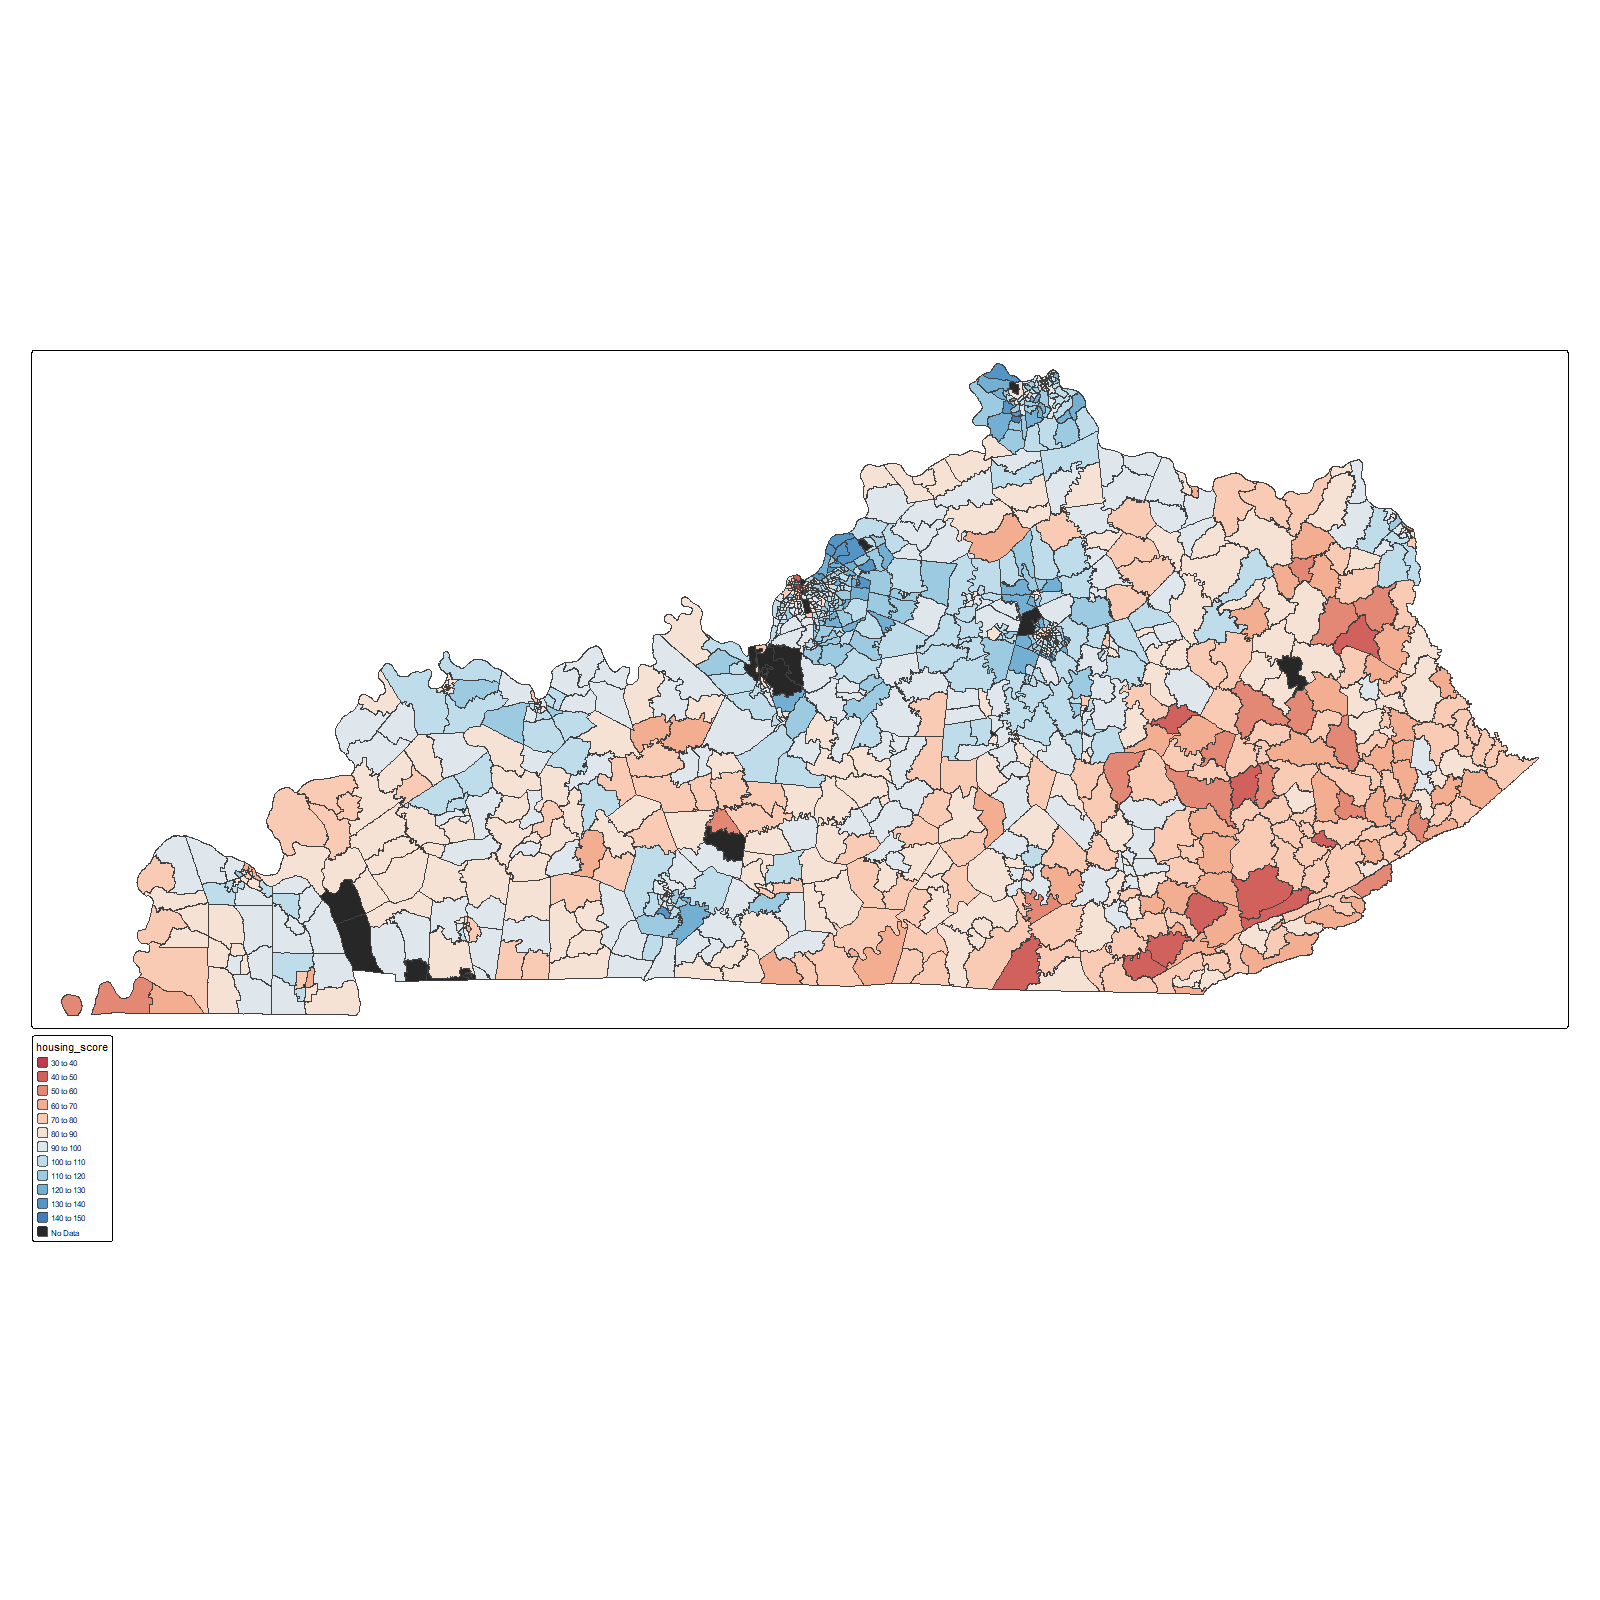 housing_score
30 to 40
40 to 50
50 to 60
60 to 70
70 to 80
80 to 90
90 to 100
100 to 110
110 to 120
120 to 130
130 to 140
140 to 150
No Data